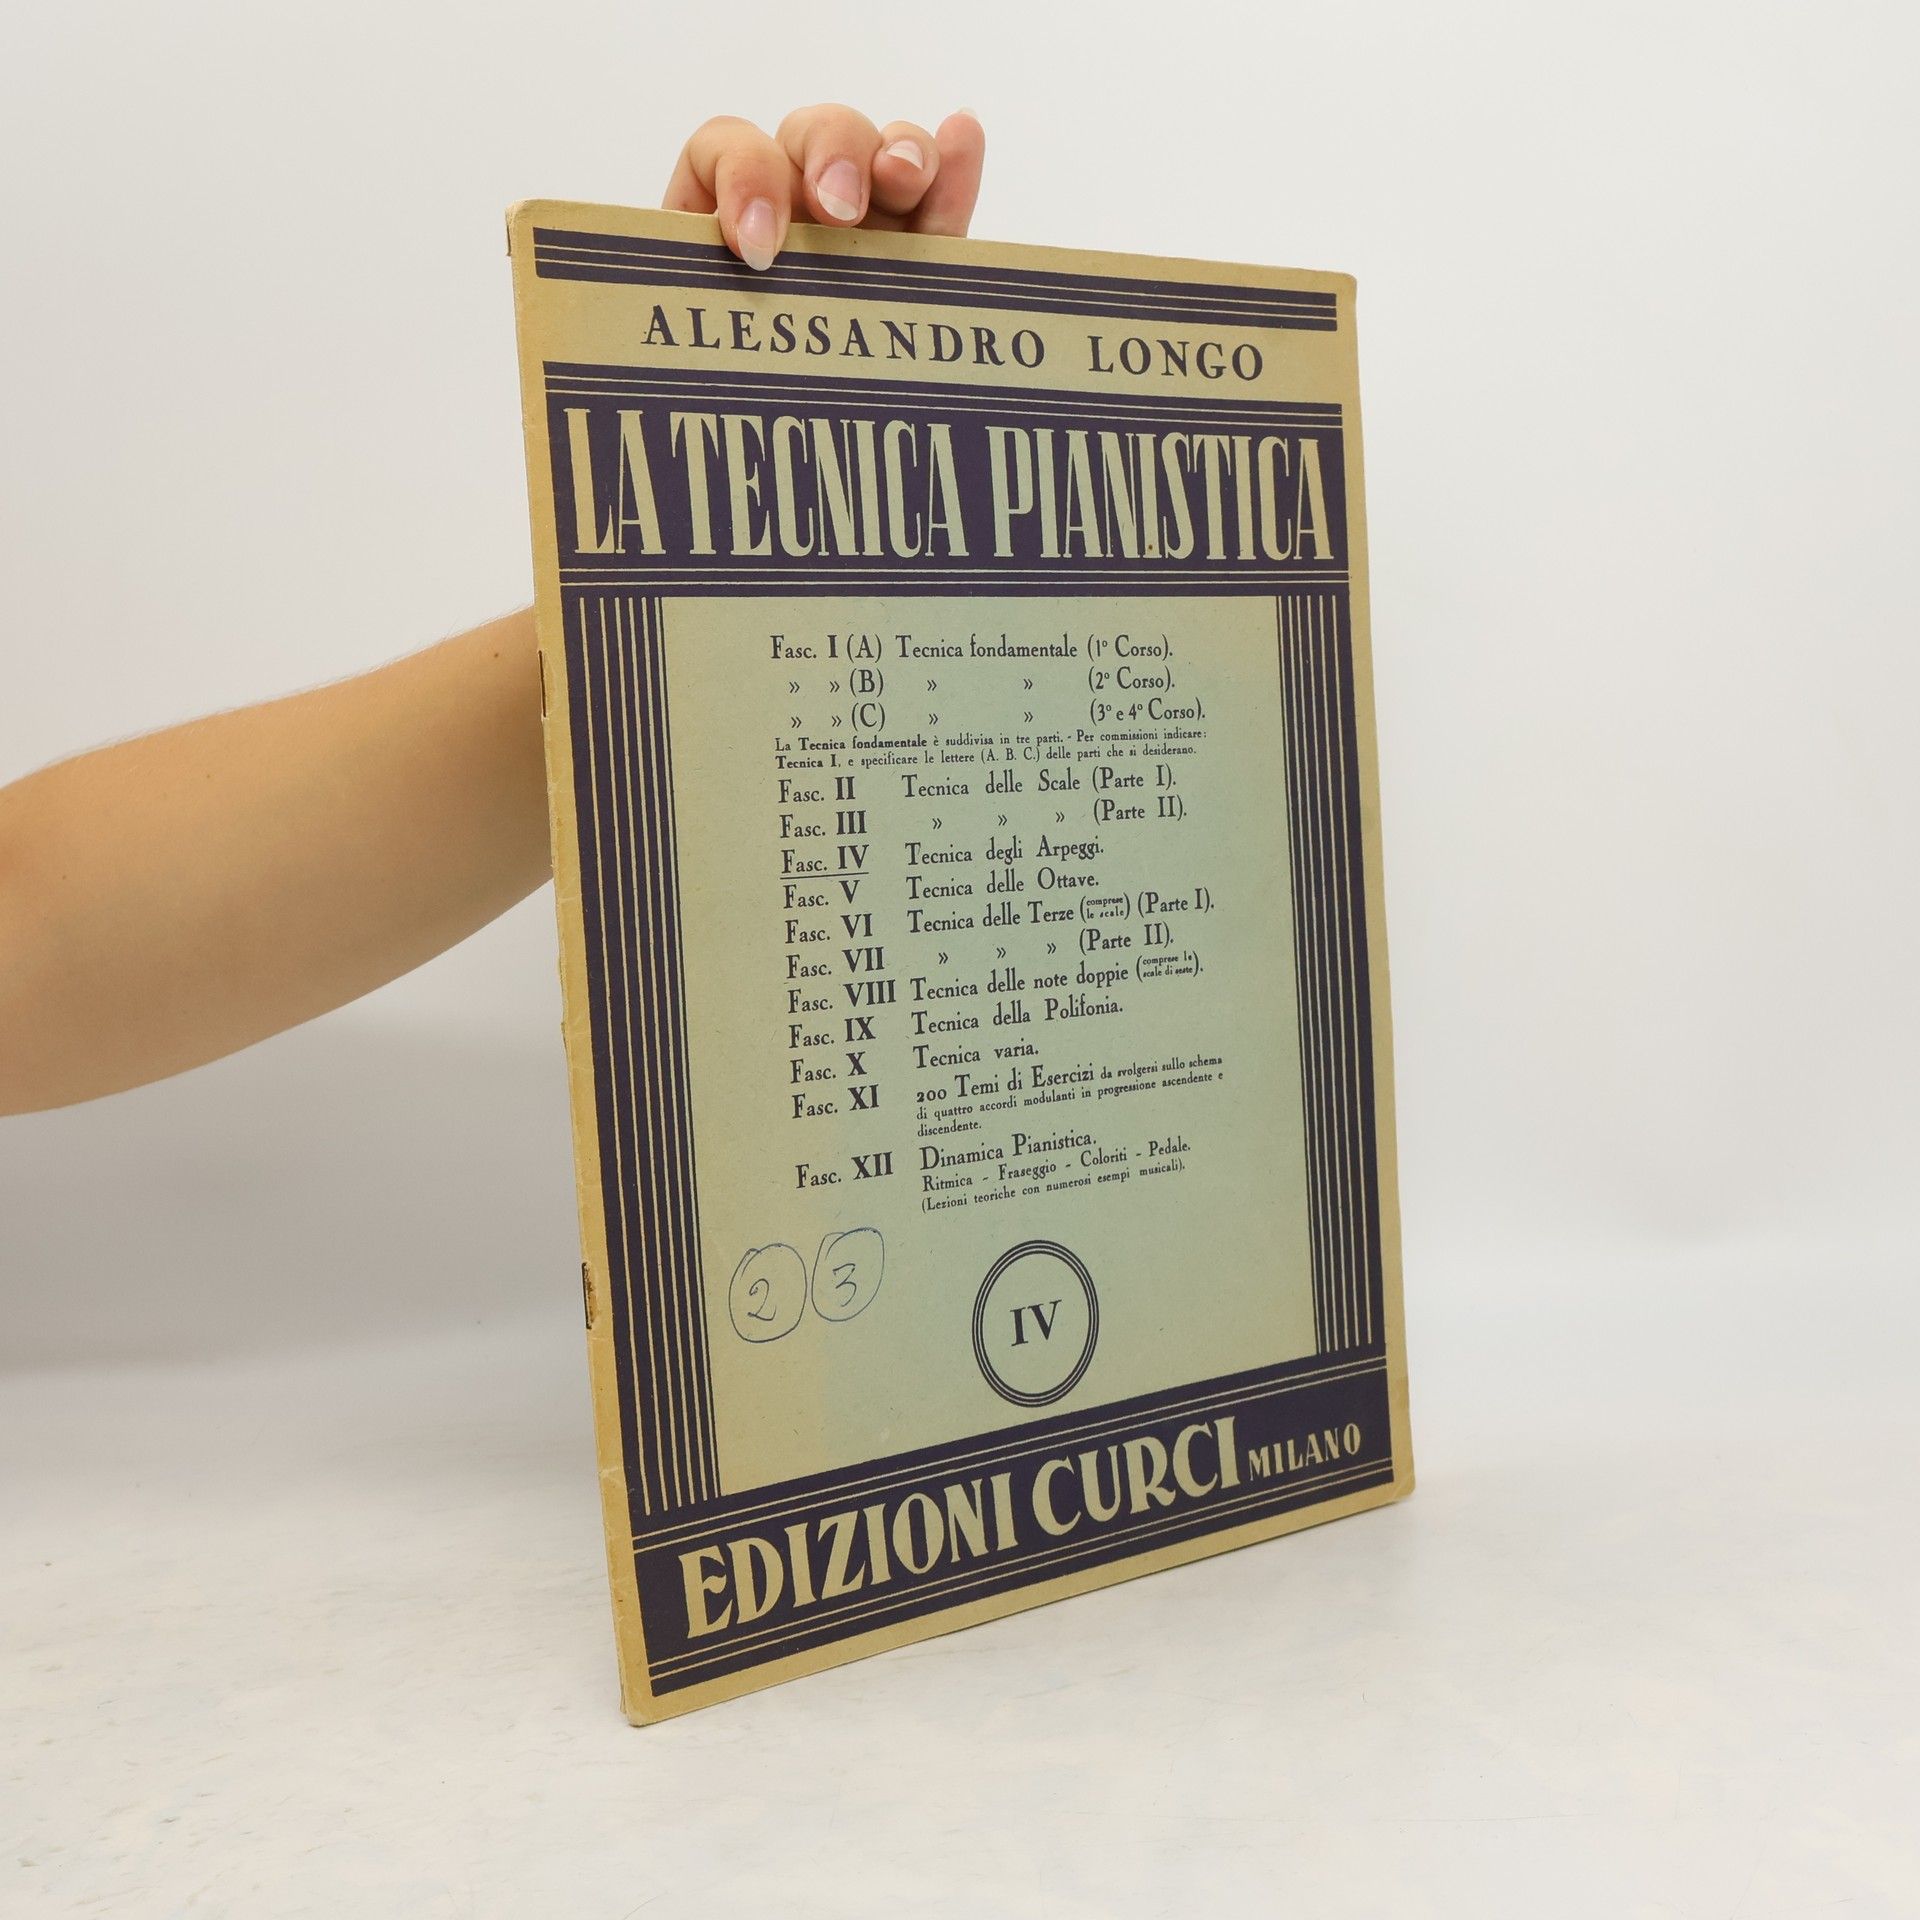 ALESSANDRO LONGO
LA TECNICA PIANISTICA
Fasc. I (A) Tecnica fondamentale (1º Corso).
» » (B) » » (2º Corso).
» » (C) » » (3º e 4º Corso).
La Tecnica fondamentale è suddivisa in tre parti. - Per commissioni indicare:
Tecnica I, e specificare le lettere (A. B. C.) delle parti che si desiderano.
Fasc. II Tecnica delle Scale (Parte I).
Fasc. III » » » (Parte II).
Fasc. IV Tecnica degli Arpeggi.
Fasc. V Tecnica delle Ottave.
Fasc. VI Tecnica delle Terze (comprese le scale) (Parte I).
Fasc. VII » » » (Parte II).
Fasc. VIII Tecnica delle note doppie (comprese le scale di seste).
Fasc. IX Tecnica della Polifonia.
Fasc. X Tecnica varia.
Fasc. XI 200 Temi di Esercizi da svolgersi sullo schema
di quattro accordi modulanti in progressione ascendente e
discendente.
Fasc. XII Dinamica Pianistica.
Ritmica - Fraseggio - Coloriti - Pedale.
(Lezioni teoriche con numerosi esempi musicali).
2 3
IV
EDIZIONI CURCI MILANO